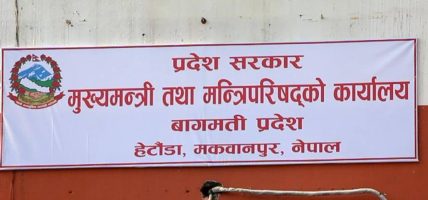 प्रदेश सरकार
मुख्यमन्त्री तथा मन्त्रिपरिषद्को कार्यालय
बागमती प्रदेश
हेटौंडा, मकवानपुर, नेपाल